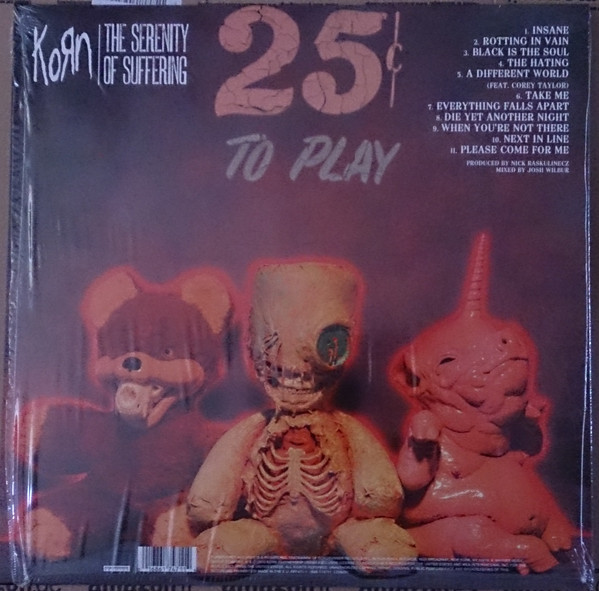 KoЯn
THE SERENITY
OF SUFFERING
25¢
TO PLAY
1. INSANE
2. ROTTING IN VAIN
3. BLACK IS THE SOUL
4. THE HATING
5. A DIFFERENT WORLD
(FEAT. COREY TAYLOR)
6. TAKE ME
7. EVERYTHING FALLS APART
8. DIE YET ANOTHER NIGHT
9. WHEN YOU'RE NOT THERE
10. NEXT IN LINE
11. PLEASE COME FOR ME
PRODUCED BY NICK RASKULINECZ
MIXED BY JOSH WILBUR